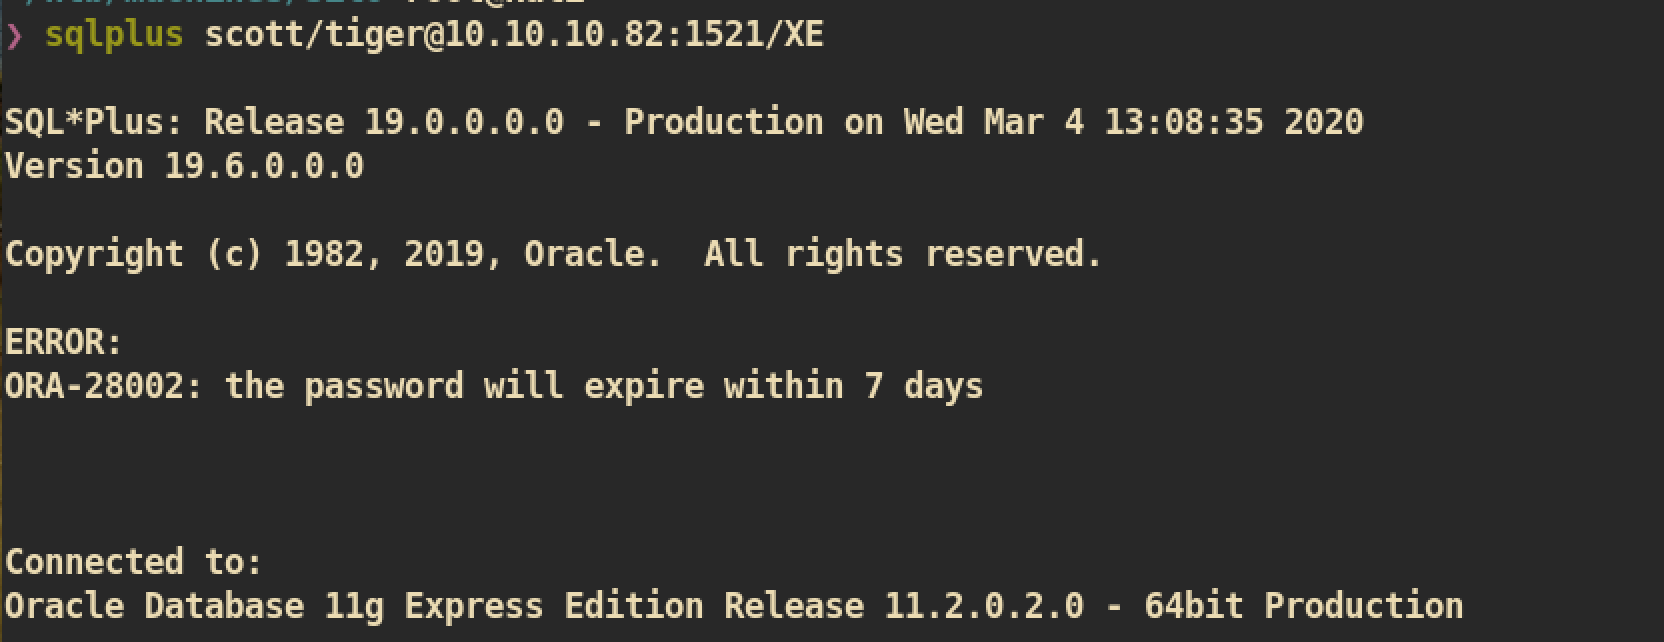 ❯ sqlplus scott/tiger@10.10.10.82:1521/XE
SQL*Plus: Release 19.0.0.0.0 - Production on Wed Mar 4 13:08:35 2020
Version 19.6.0.0.0
Copyright (c) 1982, 2019, Oracle.  All rights reserved.
ERROR:
ORA-28002: the password will expire within 7 days
Connected to:
Oracle Database 11g Express Edition Release 11.2.0.2.0 - 64bit Production